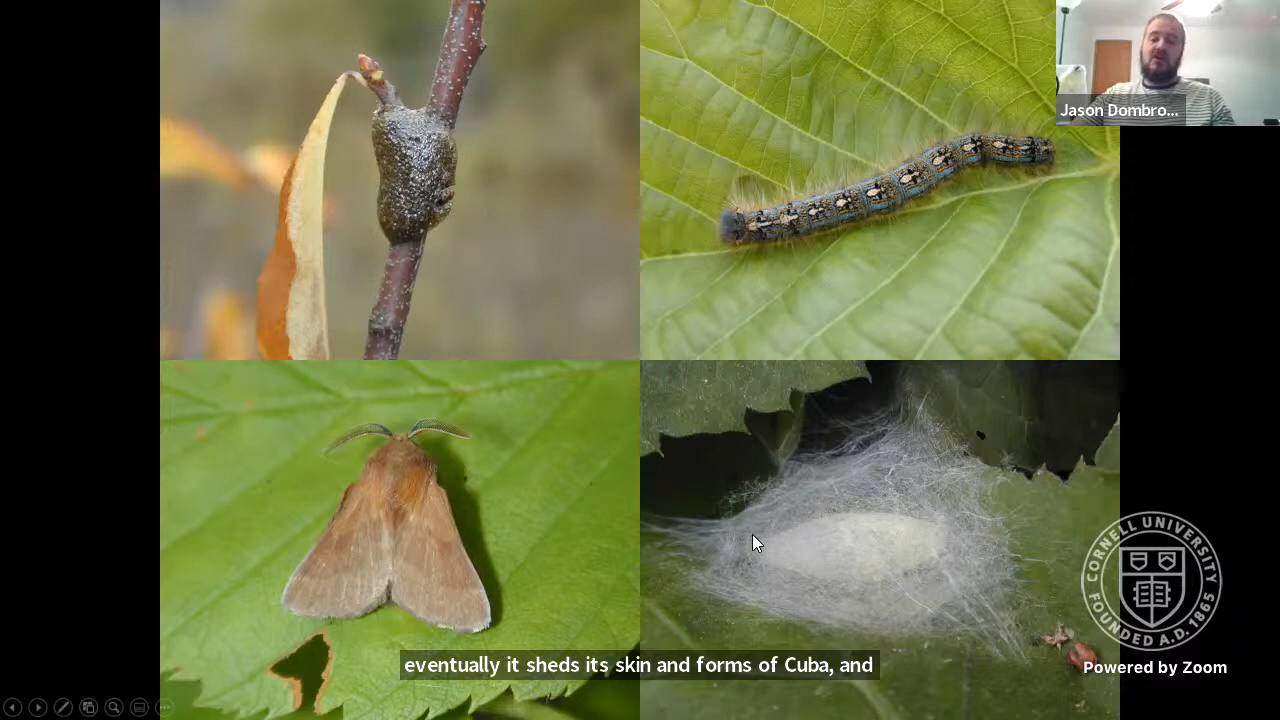 Jason Dombro...
CORNELL UNIVERSITY
FOUNDED A.D. 1865
eventually it sheds its skin and forms of Cuba, and
Powered by Zoom